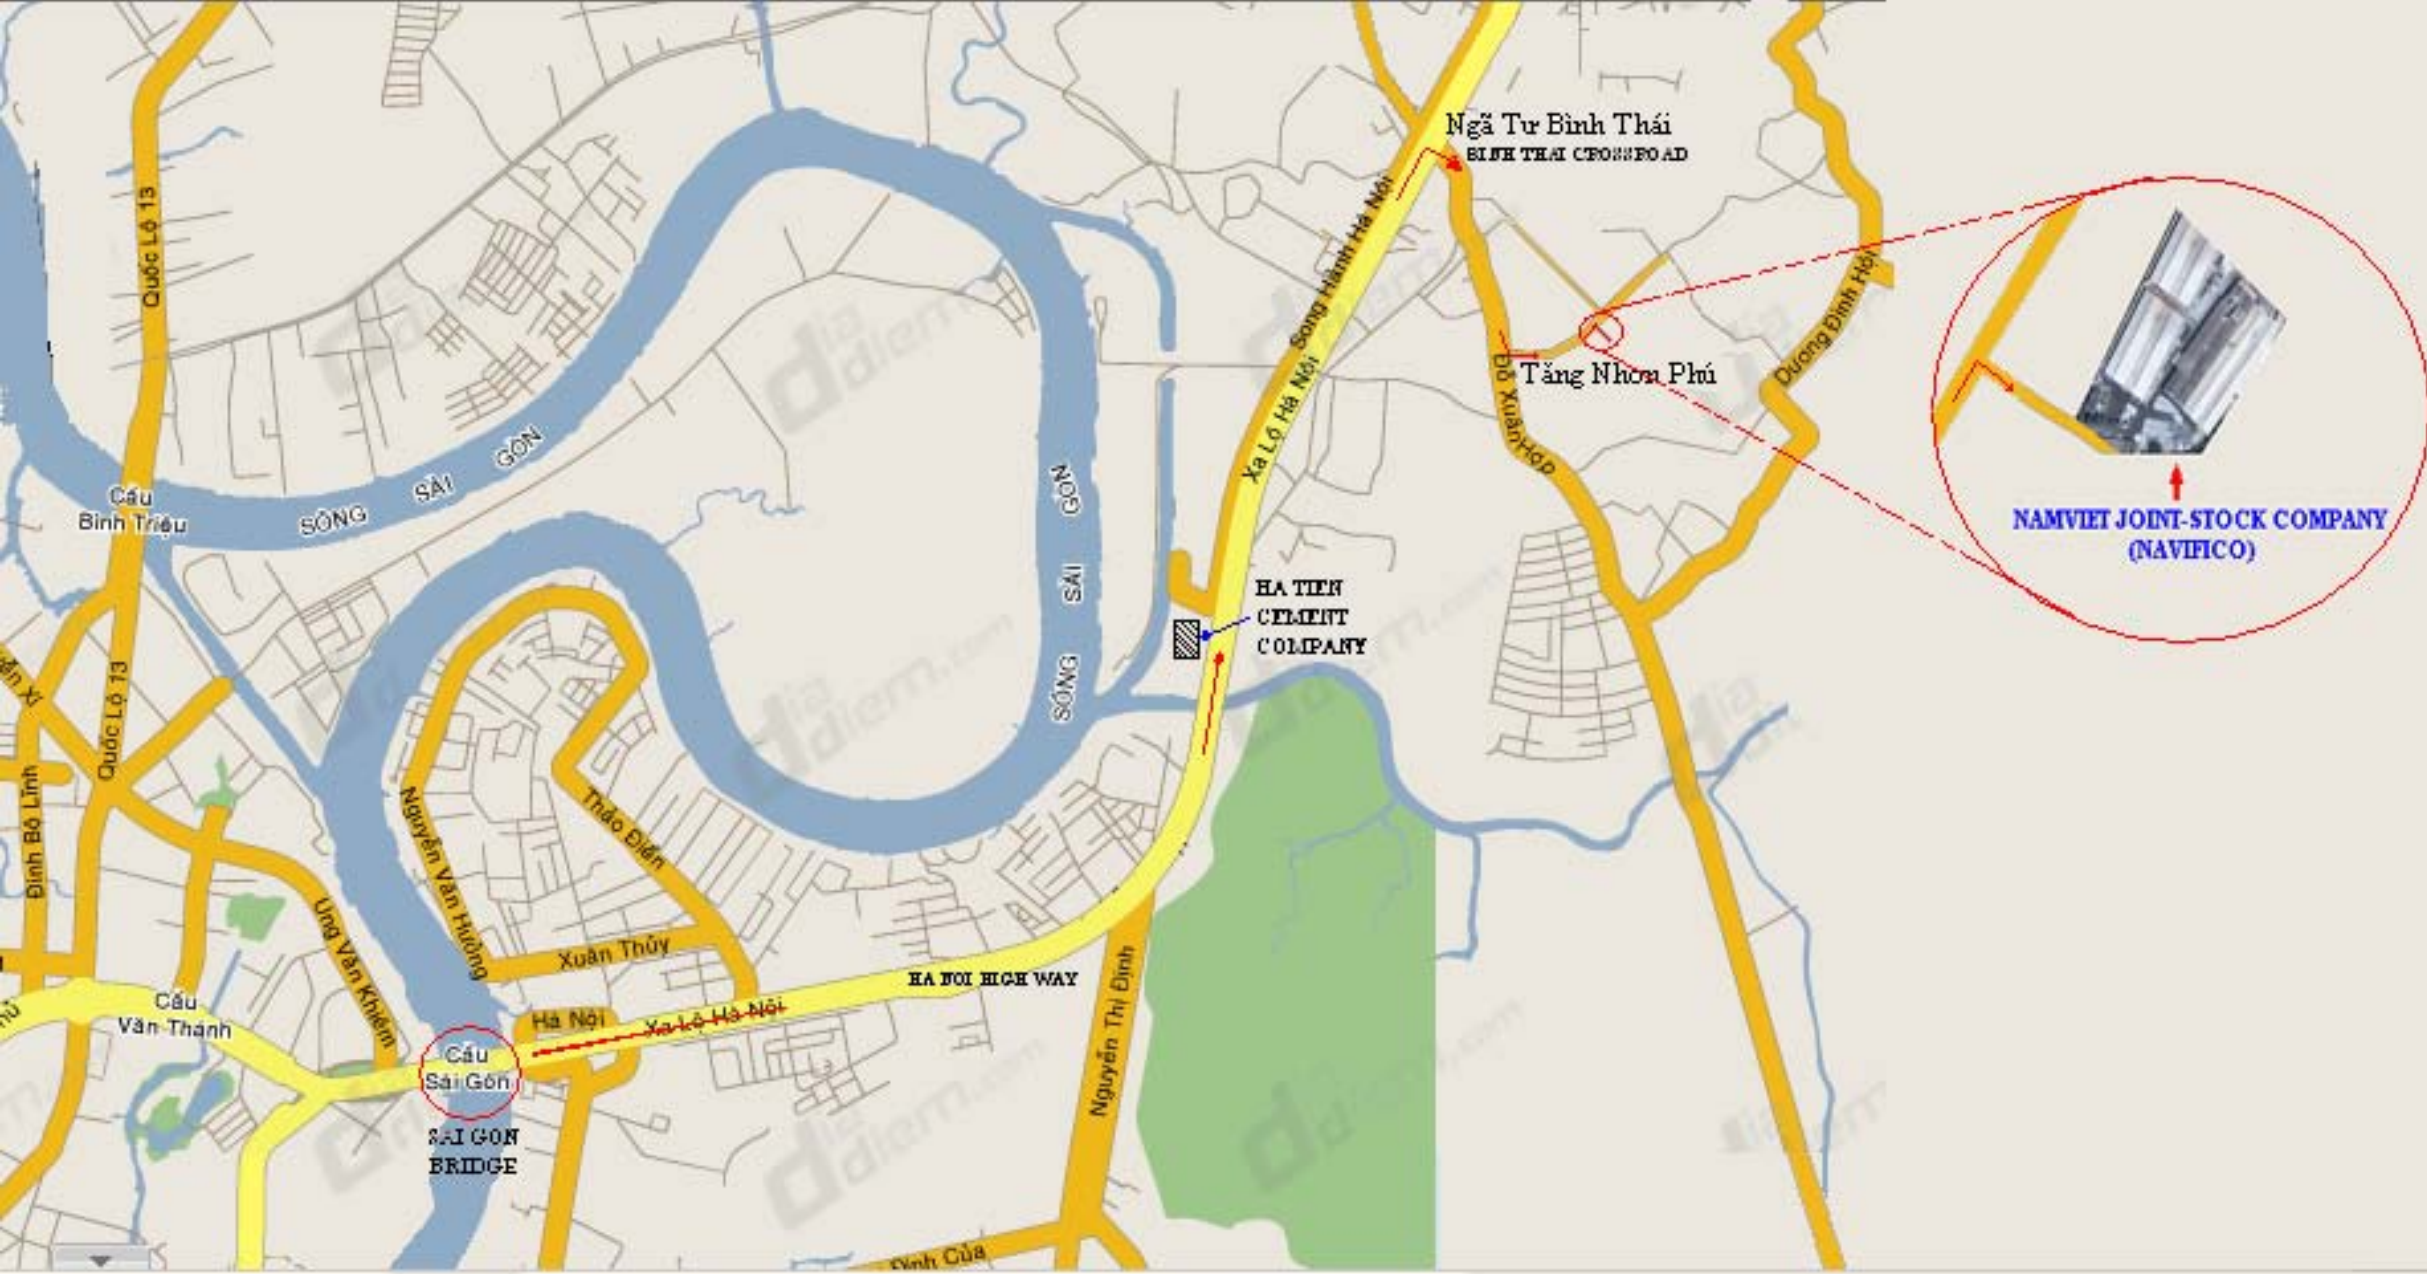 Ngã Tư Bình Thái
BINH THAI CROSSROAD
Quốc Lộ 13
Song Hành Hà Nội
Xa Lộ Hà Nội
Dương Đình Hội
Đỗ Xuân Hợp
Tăng Nhơn Phú
NAMVIET JOINT-STOCK COMPANY
(NAVIFICO)
Cầu
Bình Triệu
SÔNG SÀI GÒN
SÔNG SÀI GÒN
HA TIEN
CEMENT
COMPANY
Quốc Lộ 13
Đinh Bộ Lĩnh
Nguyễn Văn Hưởng
Thảo Điền
Ung Văn Khiêm
Xuân Thủy
HA NOI HIGH WAY
Nguyễn Thị Định
Cầu
Văn Thánh
Hà Nội
Xa Lộ Hà Nội
Cầu
Sài Gòn
SAI GON
BRIDGE
diadiem.com